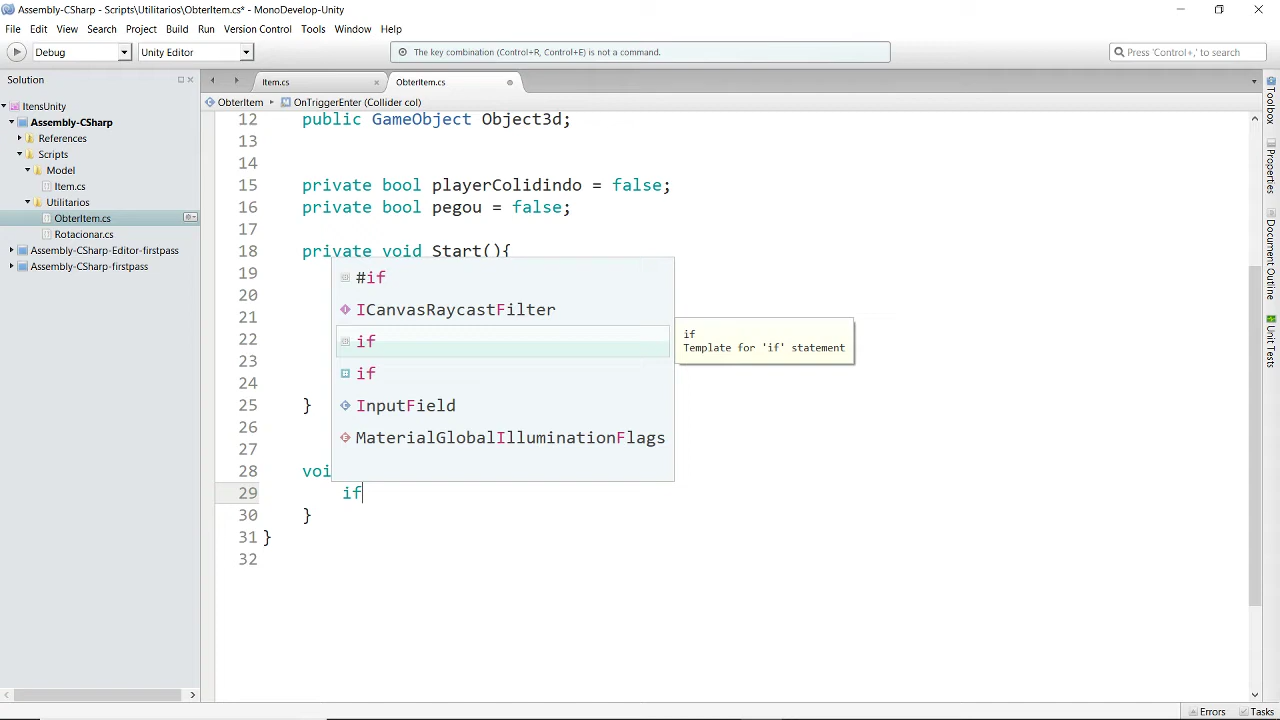 Assembly-CSharp - Scripts\Utilitarios\ObterItem.cs* - MonoDevelop-Unity
File Edit View Search Project Build Run Version Control Tools Window Help
Debug Unity Editor The key combination (Control+R, Control+E) is not a command. Press 'Control+,' to search
Solution
ItensUnity
Assembly-CSharp
References
Scripts
Model
Item.cs
Utilitarios
ObterItem.cs
Rotacionar.cs
Assembly-CSharp-Editor-firstpass
Assembly-CSharp-firstpass
Item.cs ObterItem.cs
ObterItem OnTriggerEnter (Collider col)
12 public GameObject Object3d;
13
14
15 private bool playerColidindo = false;
16 private bool pegou = false;
17
18 private void Start(){
19
20
21
22
23
24
25 }
26
27
28 voi
29 if
30 }
31 }
32
#if
ICanvasRaycastFilter
if
if
InputField
MaterialGlobalIlluminationFlags
if
Template for 'if' statement
Toolbox
Properties
Document Outline
Unit Tests
Errors Tasks